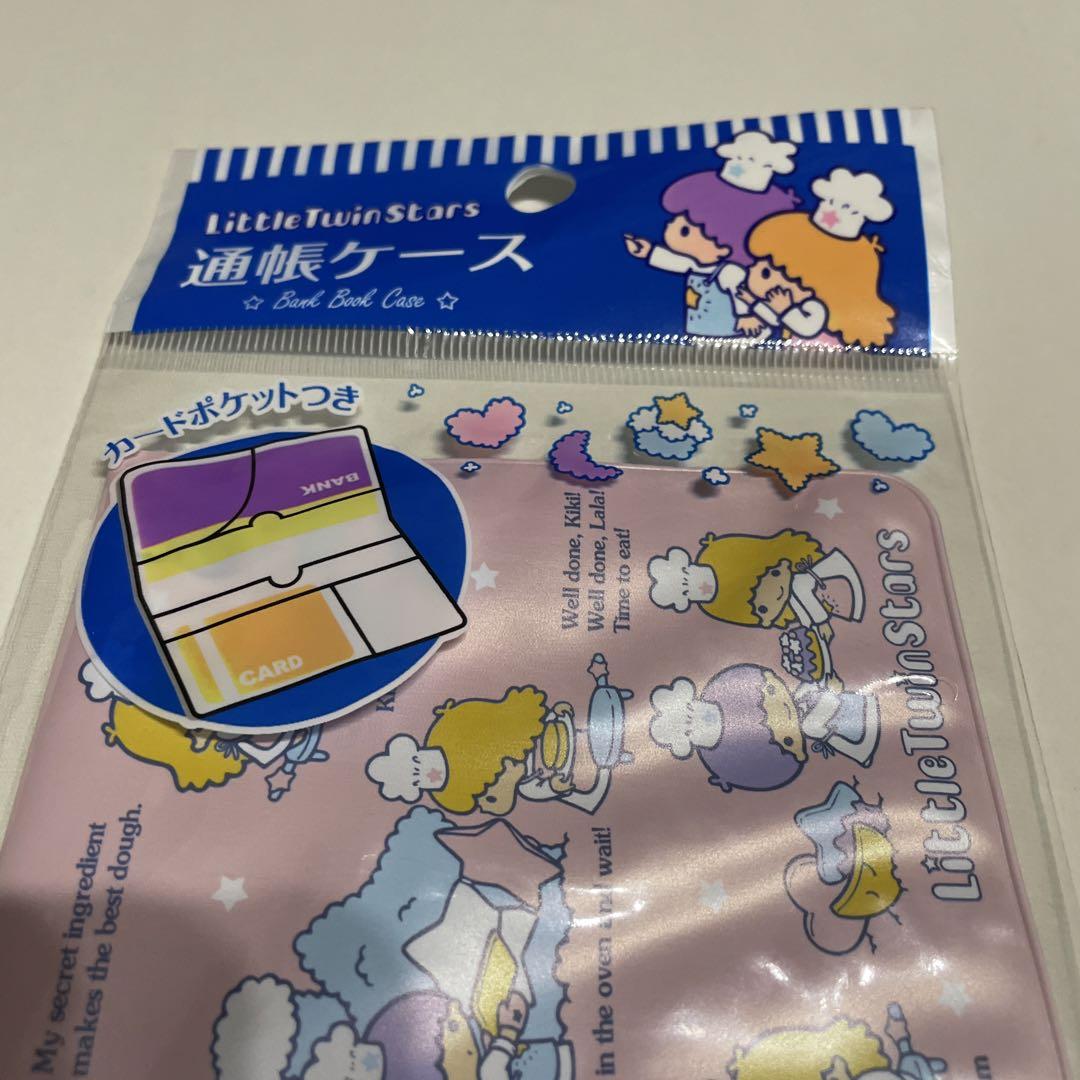 LittleTwinStars
通帳ケース
☆ Bank Book Case ☆
カードポケットつき
BANK
CARD
Well done, Kiki!
Well done, Lala!
Time to eat!
LittleTwinStars
in the oven and wait!
My secret ingredient
makes the best dough.